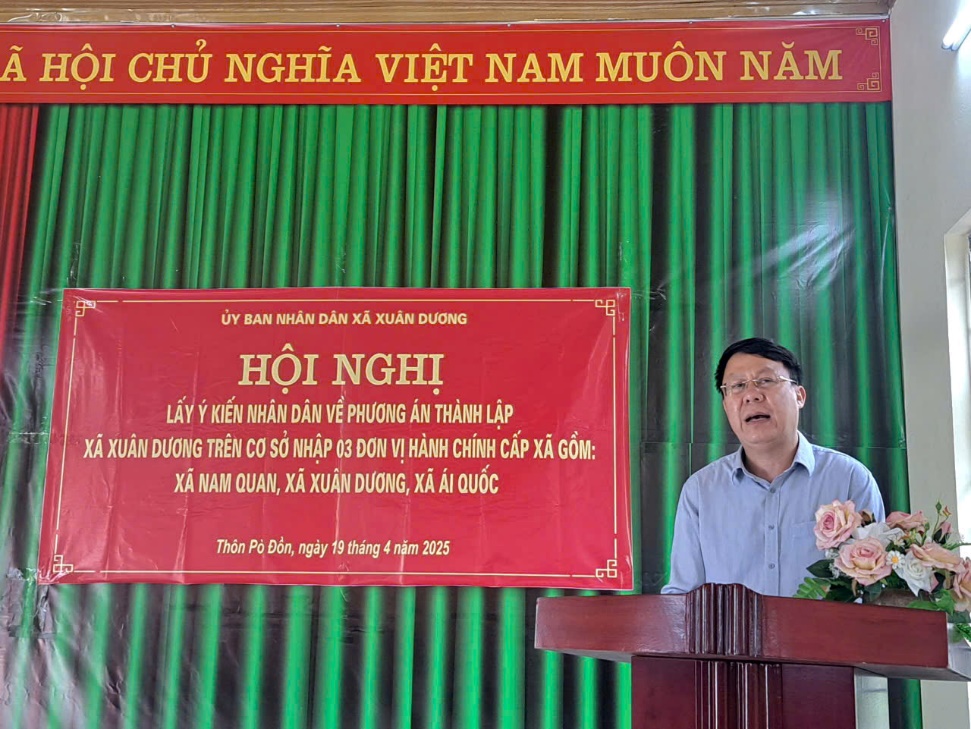 Ã HỘI CHỦ NGHĨA VIỆT NAM MUÔN NĂM
ỦY BAN NHÂN DÂN XÃ XUÂN DƯƠNG
HỘI NGHỊ
LẤY Ý KIẾN NHÂN DÂN VỀ PHƯƠNG ÁN THÀNH LẬP
XÃ XUÂN DƯƠNG TRÊN CƠ SỞ NHẬP 03 ĐƠN VỊ HÀNH CHÍNH CẤP XÃ GỒM:
XÃ NAM QUAN, XÃ XUÂN DƯƠNG, XÃ ÁI QUỐC
Thôn Pò Đồn, ngày 19 tháng 4 năm 2025